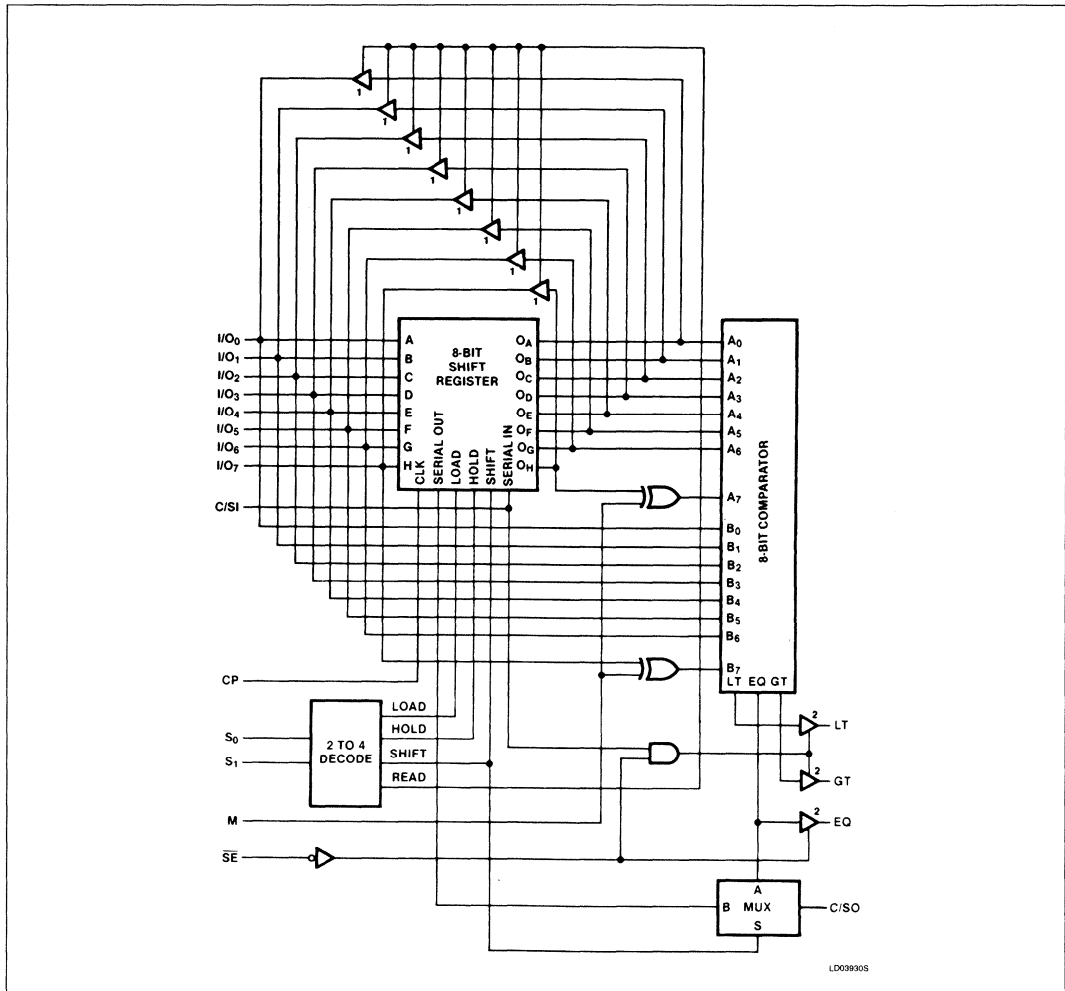 1
1
1
1
1
1
1
1
I/O0
I/O1
I/O2
I/O3
I/O4
I/O5
I/O6
I/O7
C/SI
A
B
C
D
E
F
G
H
8-BIT
SHIFT
REGISTER
OA
OB
OC
OD
OE
OF
OG
OH
CLK
SERIAL OUT
LOAD
HOLD
SHIFT
SERIAL IN
A0
A1
A2
A3
A4
A5
A6
A7
B0
B1
B2
B3
B4
B5
B6
B7
8-BIT COMPARATOR
LT EQ GT
CP
S0
S1
2 TO 4
DECODE
LOAD
HOLD
SHIFT
READ
M
SE
2
LT
2
GT
2
EQ
A
B MUX
S
C/SO
LD03930S